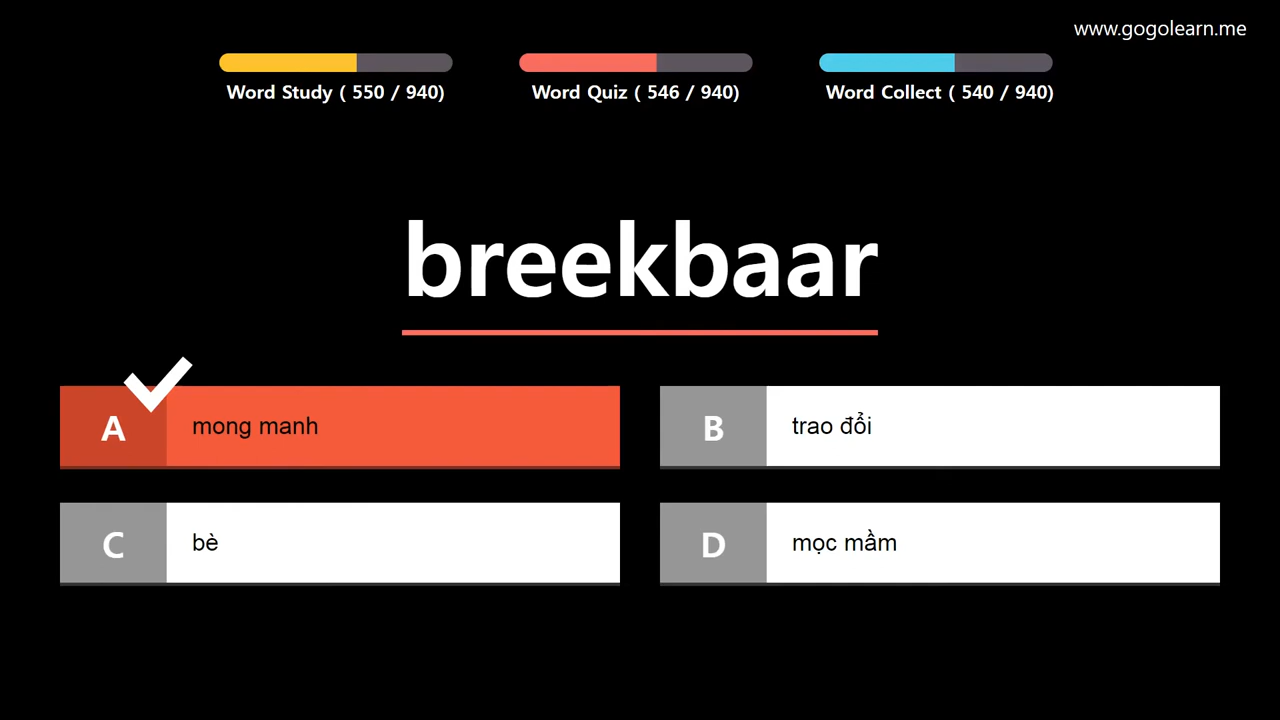 www.gogolearn.me
Word Study ( 550 / 940)
Word Quiz ( 546 / 940)
Word Collect ( 540 / 940)
breekbaar
A mong manh
B trao đổi
C bè
D mọc mầm